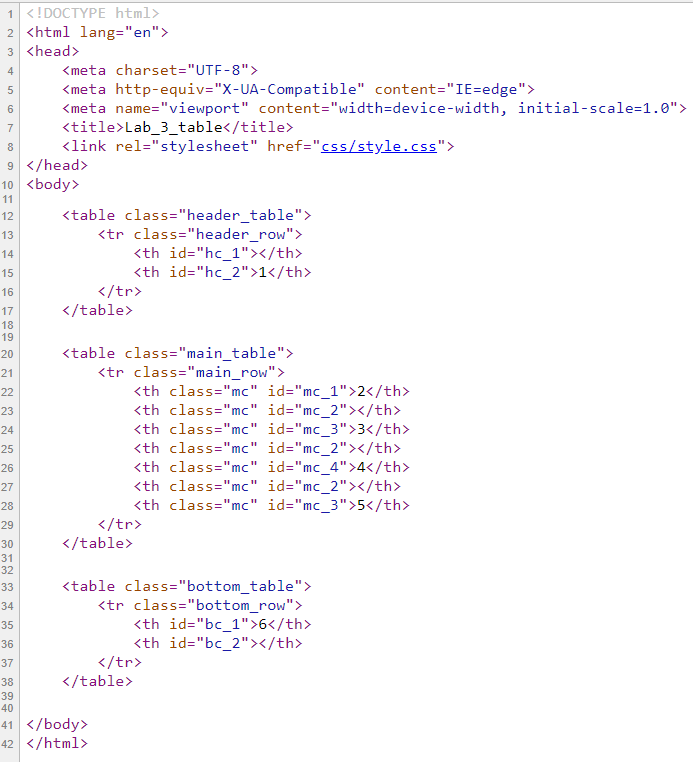 1 <!DOCTYPE html>
2 <html lang="en">
3 <head>
4     <meta charset="UTF-8">
5     <meta http-equiv="X-UA-Compatible" content="IE=edge">
6     <meta name="viewport" content="width=device-width, initial-scale=1.0">
7     <title>Lab_3_table</title>
8     <link rel="stylesheet" href="css/style.css">
9 </head>
10 <body>
11
12     <table class="header_table">
13         <tr class="header_row">
14             <th id="hc_1"></th>
15             <th id="hc_2">1</th>
16         </tr>
17     </table>
18
19
20     <table class="main_table">
21         <tr class="main_row">
22             <th class="mc" id="mc_1">2</th>
23             <th class="mc" id="mc_2"></th>
24             <th class="mc" id="mc_3">3</th>
25             <th class="mc" id="mc_2"></th>
26             <th class="mc" id="mc_4">4</th>
27             <th class="mc" id="mc_2"></th>
28             <th class="mc" id="mc_3">5</th>
29         </tr>
30     </table>
31
32
33     <table class="bottom_table">
34         <tr class="bottom_row">
35             <th id="bc_1">6</th>
36             <th id="bc_2"></th>
37         </tr>
38     </table>
39
40
41 </body>
42 </html>